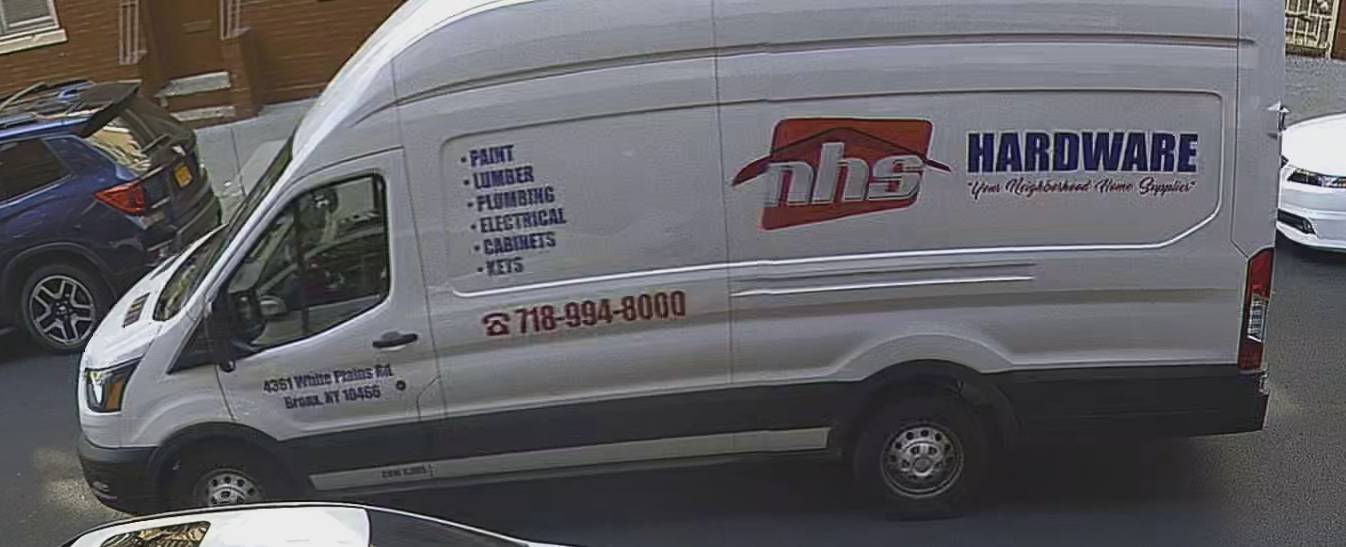 • PAINT
• LUMBER
• PLUMBING
• ELECTRICAL
• CABINETS
• KEYS
718-994-8000
nhs
HARDWARE
"Your Neighborhood Home Supplies"
4361 White Plains Rd
Bronx, NY 10466